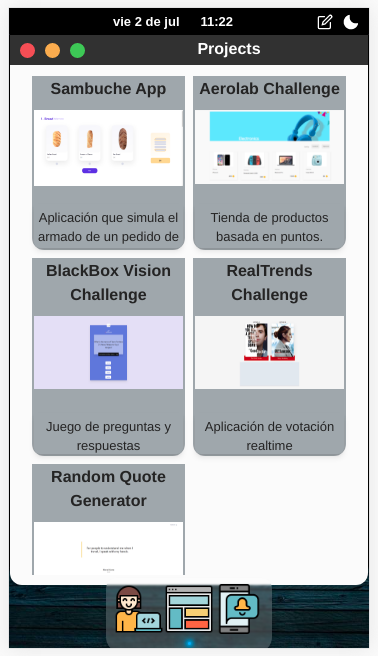 vie 2 de jul 11:22
Projects
Sambuche App
Aplicación que simula el
armado de un pedido de
Aerolab Challenge
Tienda de productos
basada en puntos.
BlackBox Vision
Challenge
Juego de preguntas y
respuestas
RealTrends
Challenge
Aplicación de votación
realtime
Random Quote
Generator